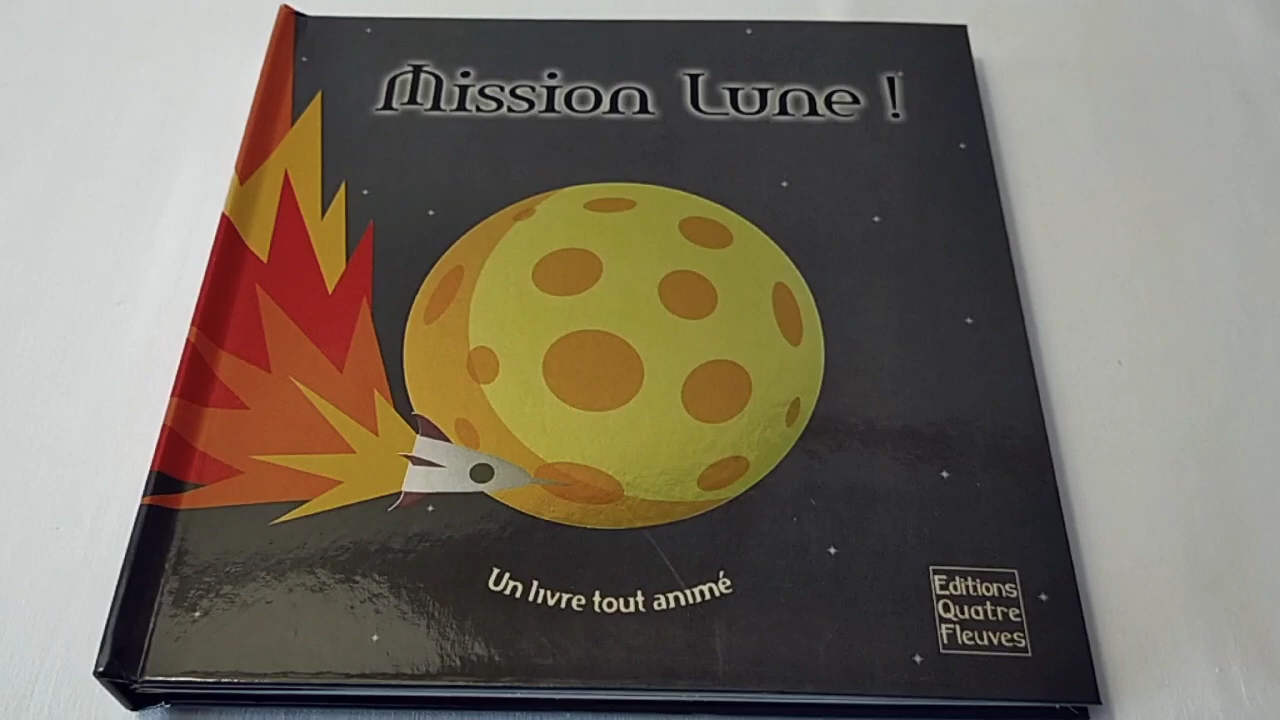 Mission Lune !
Un livre tout animé
Editions
Quatre
Fleuves